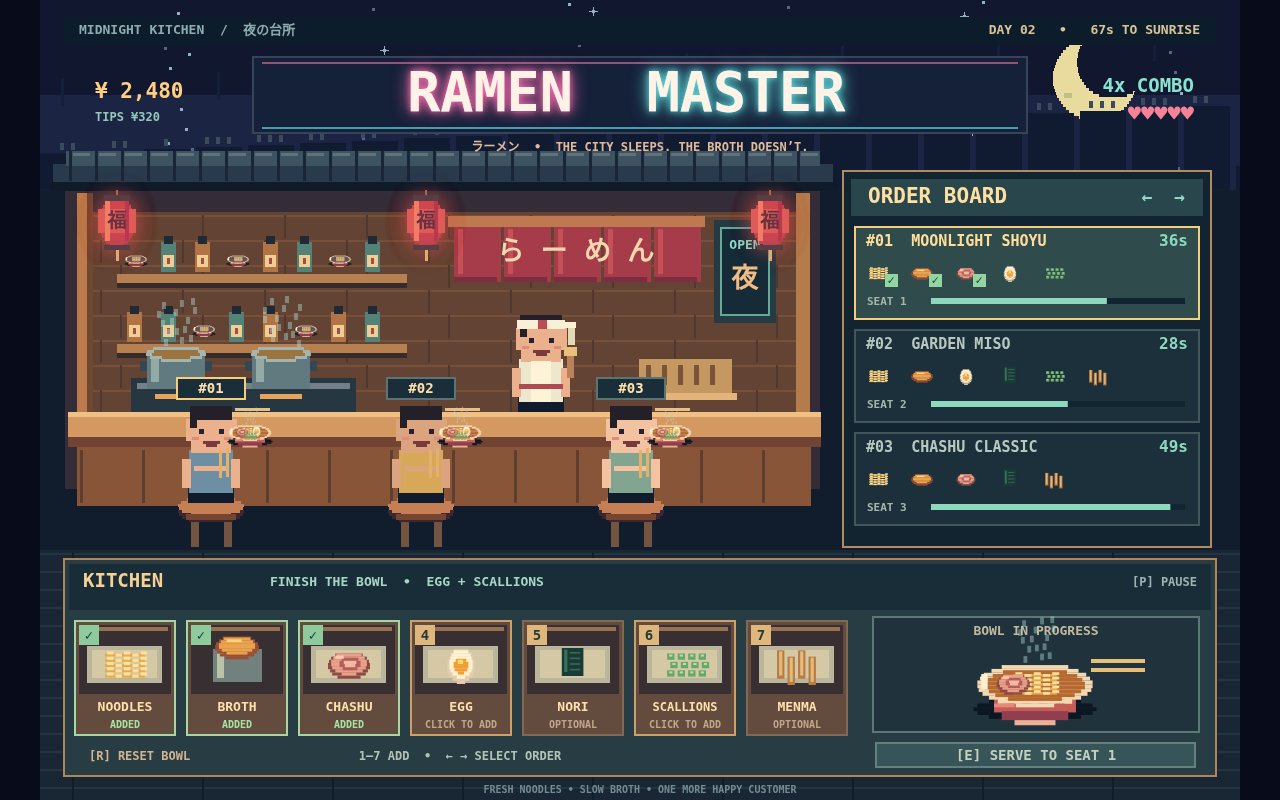 MIDNIGHT KITCHEN / 夜の台所
DAY 02 • 67s TO SUNRISE
¥ 2,480
TIPS ¥320
RAMEN MASTER
4x COMBO
♥♥♥♥♥
ラーメン • THE CITY SLEEPS. THE BROTH DOESN'T.
福
福
福
らーめん
OPEN
夜
#01
#02
#03
ORDER BOARD ← →
#01 MOONLIGHT SHOYU 36s
✓ ✓ ✓
SEAT 1
#02 GARDEN MISO 28s
SEAT 2
#03 CHASHU CLASSIC 49s
SEAT 3
KITCHEN
FINISH THE BOWL • EGG + SCALLIONS
[P] PAUSE
✓ ✓ ✓ 4 5 6 7
NOODLES BROTH CHASHU EGG NORI SCALLIONS MENMA
ADDED ADDED ADDED CLICK TO ADD OPTIONAL CLICK TO ADD OPTIONAL
BOWL IN PROGRESS
[R] RESET BOWL
1–7 ADD • ← → SELECT ORDER
[E] SERVE TO SEAT 1
FRESH NOODLES • SLOW BROTH • ONE MORE HAPPY CUSTOMER